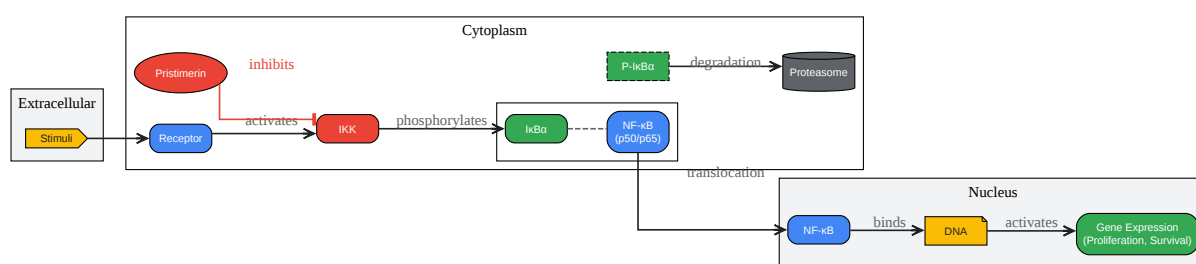 Cytoplasm
Pristimerin
inhibits
P-IκBα
degradation
Proteasome
Extracellular
Stimuli
Receptor
activates
IKK
phosphorylates
IκBα
NF-κB
(p50/p65)
translocation
Nucleus
NF-κB
binds
DNA
activates
Gene Expression
(Proliferation, Survival)